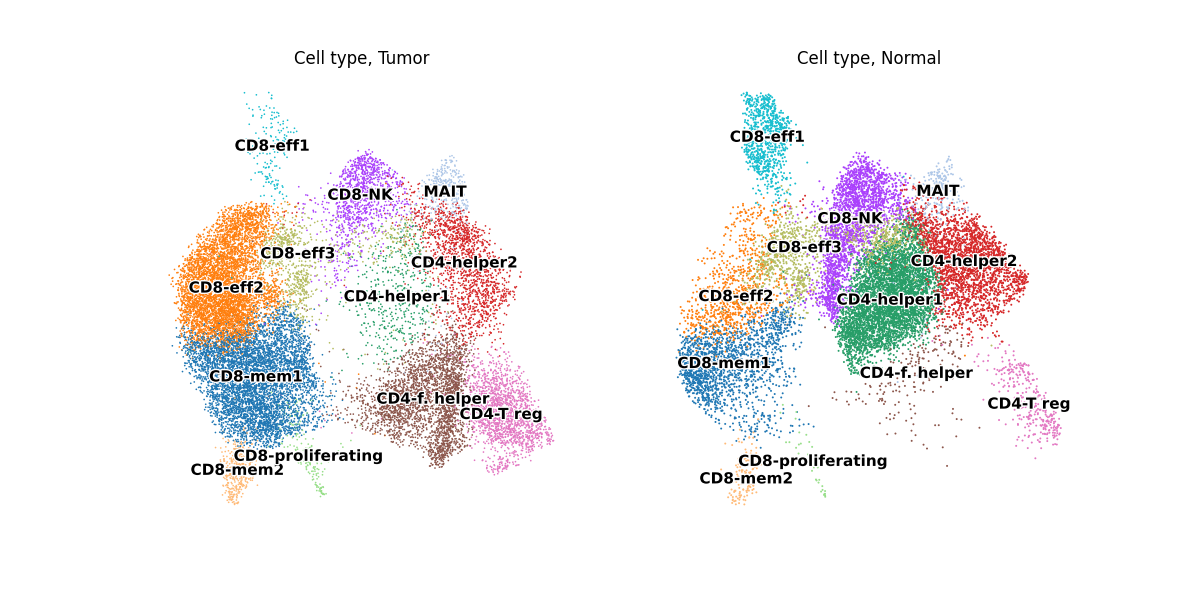 Cell type, Tumor
CD8-eff1
CD8-NK
MAIT
CD8-eff3
CD4-helper2
CD8-eff2
CD4-helper1
CD8-mem1
CD4-f. helper
CD4-T reg
CD8-proliferating
CD8-mem2
Cell type, Normal
CD8-eff1
MAIT
CD8-NK
CD8-eff3
CD4-helper2
CD8-eff2
CD4-helper1
CD8-mem1
CD4-f. helper
CD4-T reg
CD8-proliferating
CD8-mem2